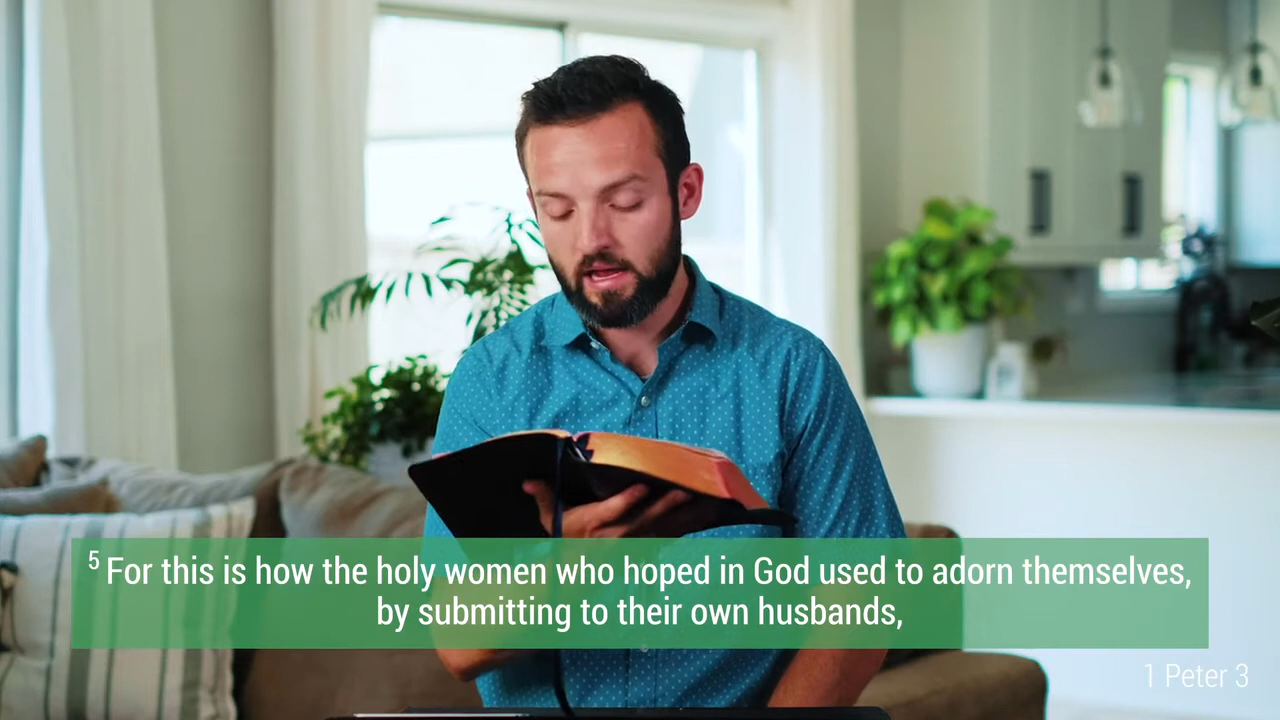 5 For this is how the holy women who hoped in God used to adorn themselves,
by submitting to their own husbands,
1 Peter 3